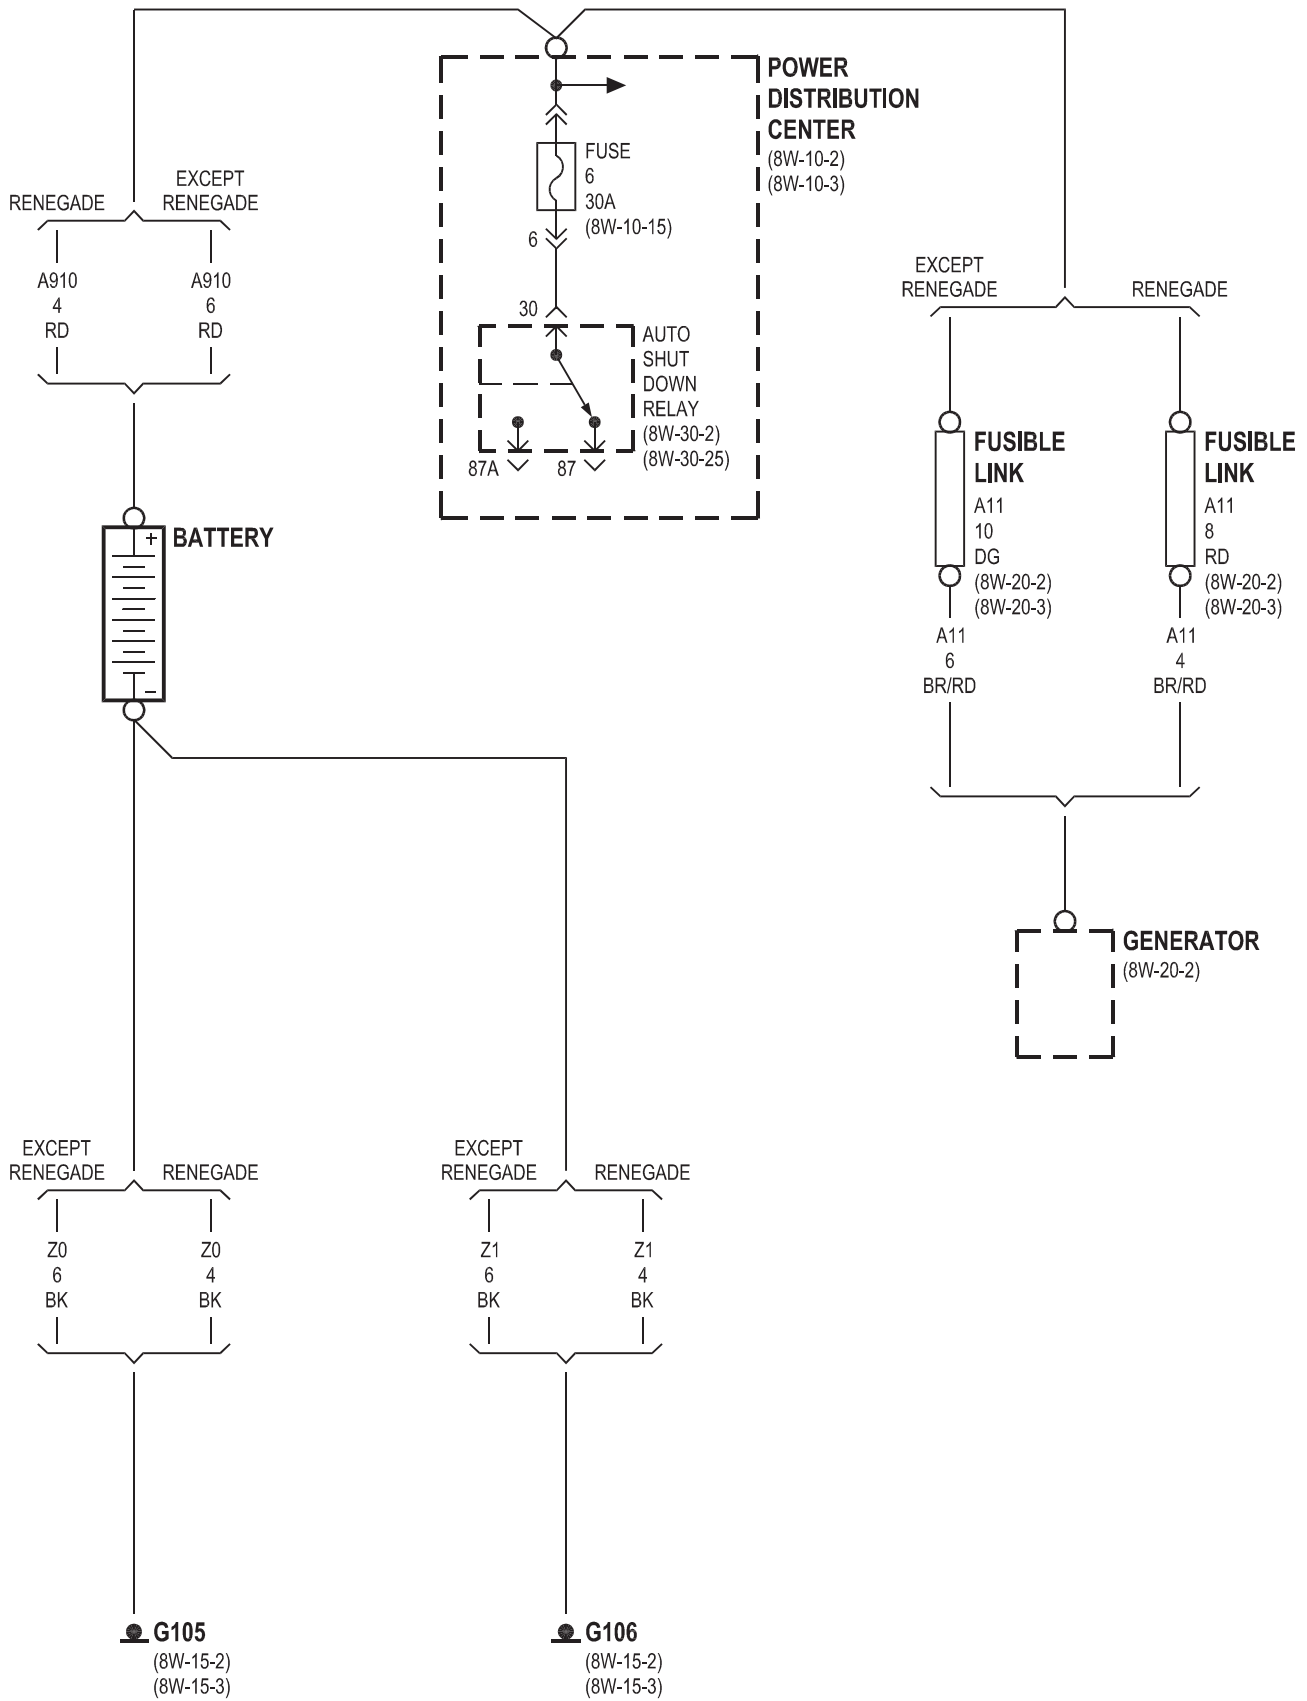 POWER
DISTRIBUTION
CENTER
(8W-10-2)
(8W-10-3)
FUSE
6
30A
(8W-10-15)
6
30
AUTO
SHUT
DOWN
RELAY
(8W-30-2)
(8W-30-25)
87A
87
RENEGADE
EXCEPT
RENEGADE
A910
4
RD
A910
6
RD
+
BATTERY
–
EXCEPT
RENEGADE
RENEGADE
FUSIBLE
LINK
A11
10
DG
(8W-20-2)
(8W-20-3)
FUSIBLE
LINK
A11
8
RD
(8W-20-2)
(8W-20-3)
A11
6
BR/RD
A11
4
BR/RD
GENERATOR
(8W-20-2)
EXCEPT
RENEGADE
RENEGADE
Z0
6
BK
Z0
4
BK
EXCEPT
RENEGADE
RENEGADE
Z1
6
BK
Z1
4
BK
G105
(8W-15-2)
(8W-15-3)
G106
(8W-15-2)
(8W-15-3)